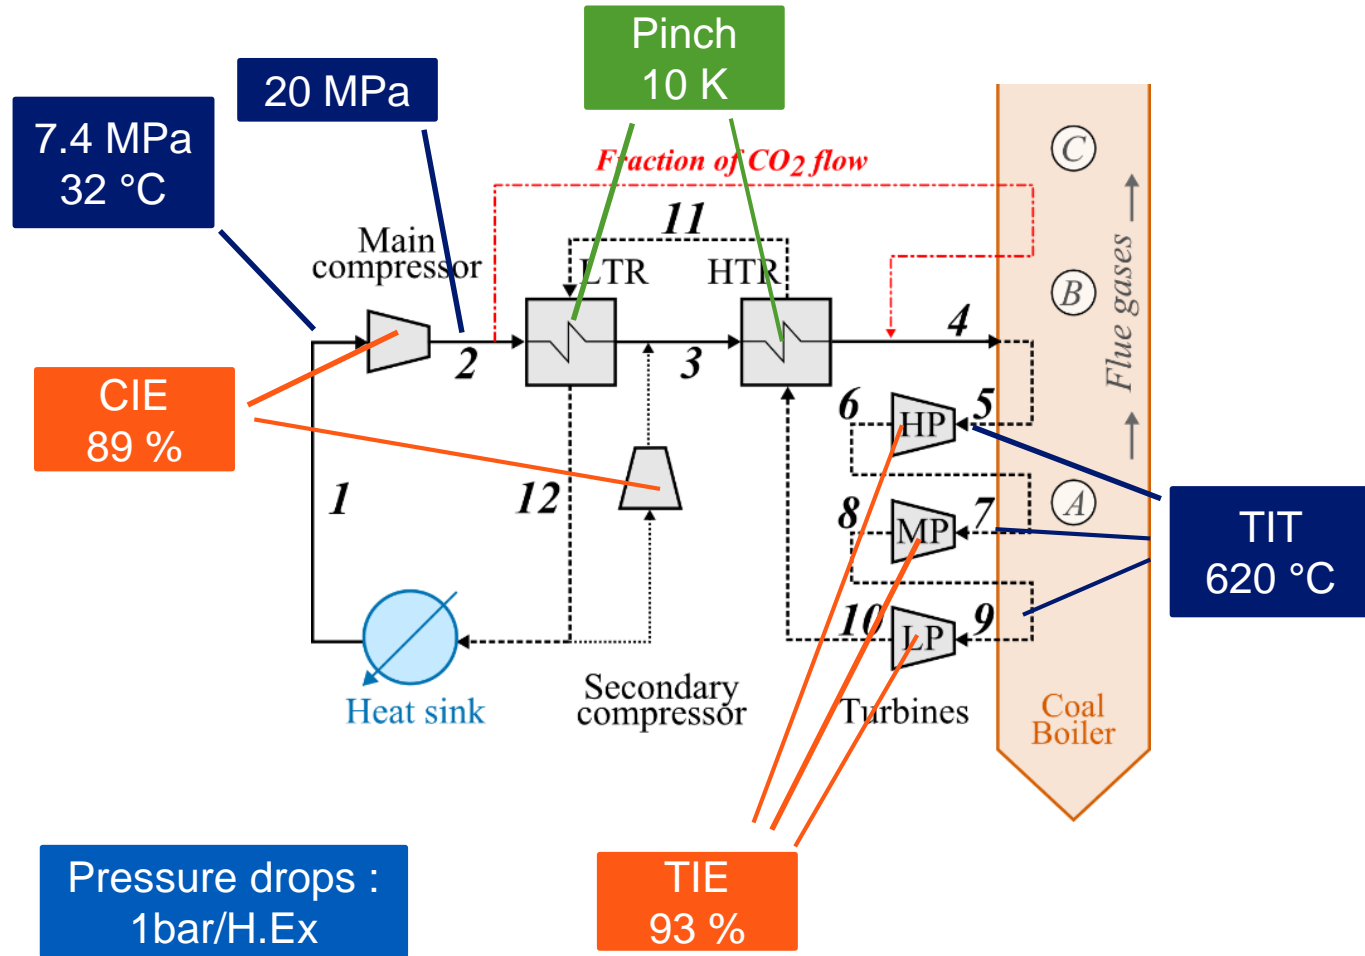 Pinch
10 K
20 MPa
7.4 MPa
32 °C
Fraction of CO2 flow
C
11
Main
compressor
LTR
HTR
B
Flue gases
4
2
3
CIE
89 %
6
5
HP
1
12
8
7
A
MP
TIT
620 °C
10
9
LP
Heat sink
Secondary
compressor
Turbines
Coal
Boiler
Pressure drops :
1bar/H.Ex
TIE
93 %